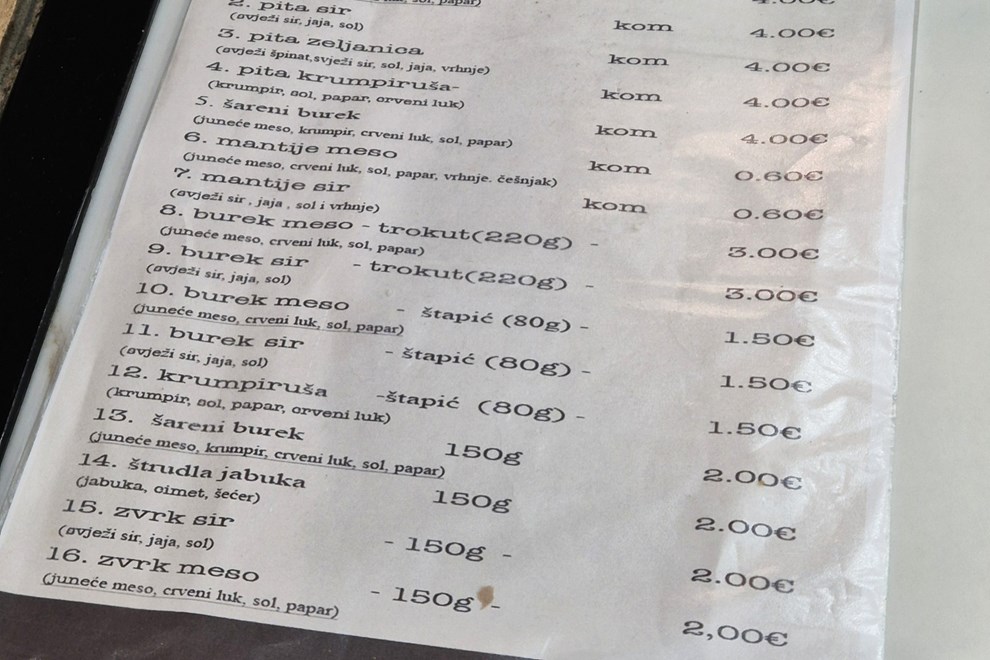 luk, sol, papar) 4.00€
2. pita sir kom 4.00€
(svježi sir, jaja, sol)
3. pita zeljanica kom 4.00€
(svježi špinat,svježi sir, sol, jaja, vrhnje)
4. pita krumpiruša- kom 4.00€
(krumpir, sol, papar, crveni luk)
5. šareni burek kom 4.00€
(juneće meso, krumpir, crveni luk, sol, papar)
6. mantije meso kom 0.60€
(juneće meso, crveni luk, sol, papar, vrhnje. češnjak)
7. mantije sir kom 0.60€
(svježi sir , jaja , sol i vrhnje)
8. burek meso - trokut(220g) - 3.00€
(juneće meso, crveni luk, sol, papar)
9. burek sir - trokut(220g) - 3.00€
(svježi sir, jaja, sol)
10. burek meso - štapić (80g) - 1.50€
(juneće meso, crveni luk, sol, papar)
11. burek sir - štapić (80g) - 1.50€
(svježi sir, jaja, sol)
12. krumpiruša -štapić (80g) - 1.50€
(krumpir, sol, papar, crveni luk)
13. šareni burek 150g 2.00€
(juneće meso, krumpir, crveni luk, sol, papar)
14. štrudla jabuka 150g 2.00€
(jabuka, cimet, šećer)
15. zvrk sir - 150g - 2.00€
(svježi sir, jaja, sol)
16. zvrk meso - 150g - 2,00€
(juneće meso, crveni luk, sol, papar)